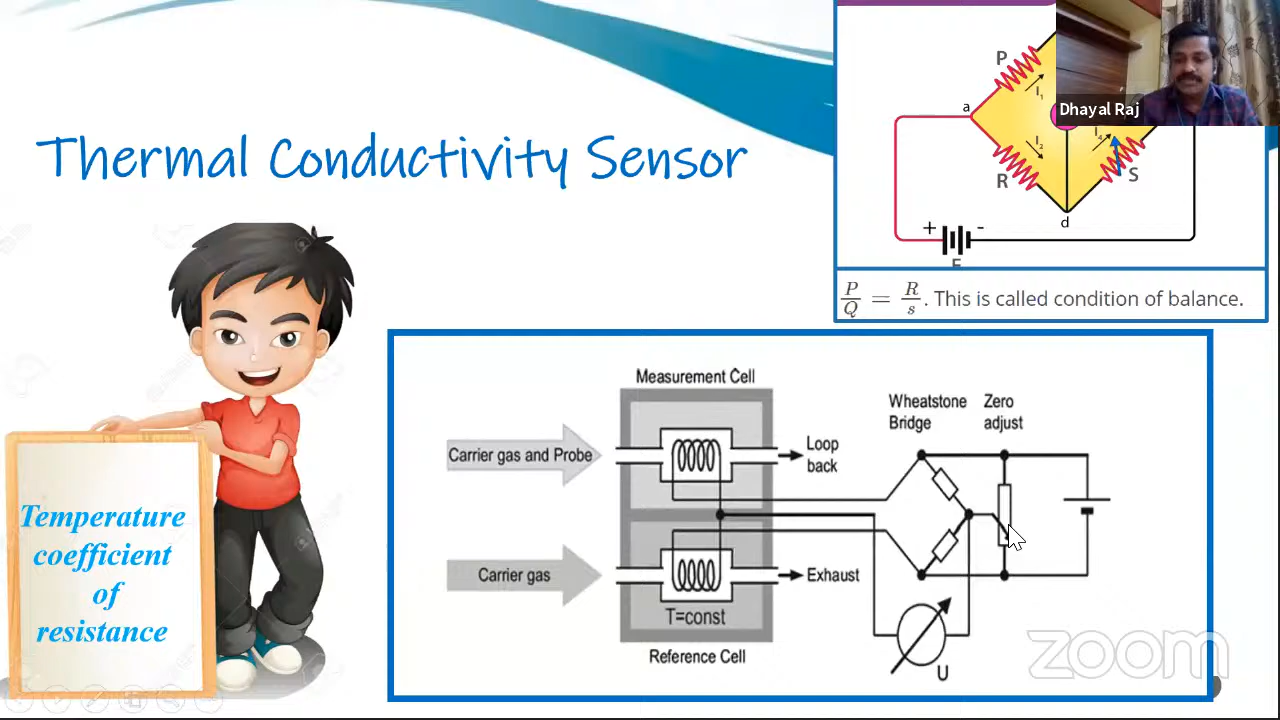 Thermal Conductivity Sensor
P
I1
a
I2
I4
R
S
d
+
-
Dhayal Raj
P/Q = R/s. This is called condition of balance.
Measurement Cell
Carrier gas and Probe
Loop
back
Wheatstone
Bridge
Zero
adjust
Carrier gas
Exhaust
T=const
Reference Cell
U
Temperature
coefficient
of
resistance
zoom